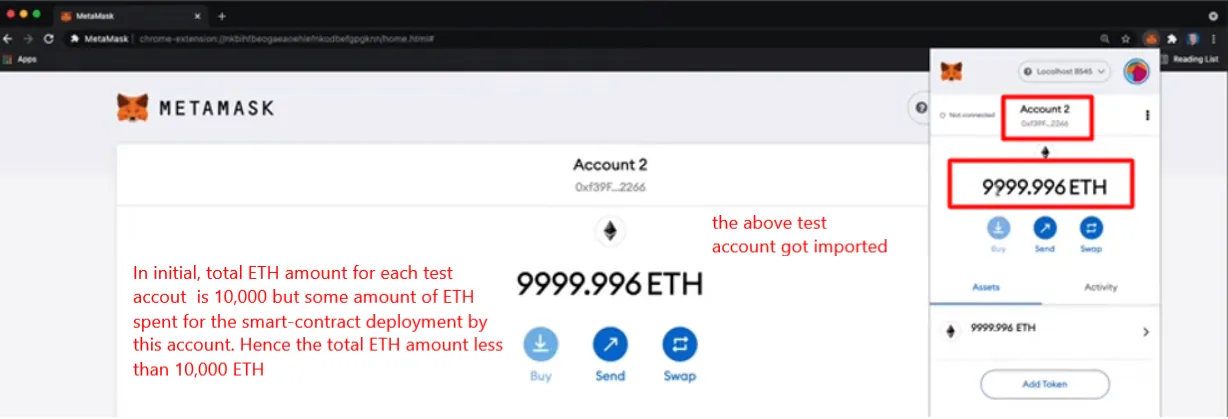 MetaMask
MetaMask
chrome-extension://nkbihfbeogaeaoehlefnkodbefgpgknn/home.html#
Apps
Reading List
METAMASK
Localhost 8545
Not connected
Account 2
0xf39F...2266
9999.996 ETH
Buy
Send
Swap
Assets
Activity
9999.996 ETH
Add Token
Account 2
0xf39F...2266
9999.996 ETH
Buy
Send
Swap
the above test
account got imported
In initial, total ETH amount for each test
accout is 10,000 but some amount of ETH
spent for the smart-contract deployment by
this account. Hence the total ETH amount less
than 10,000 ETH